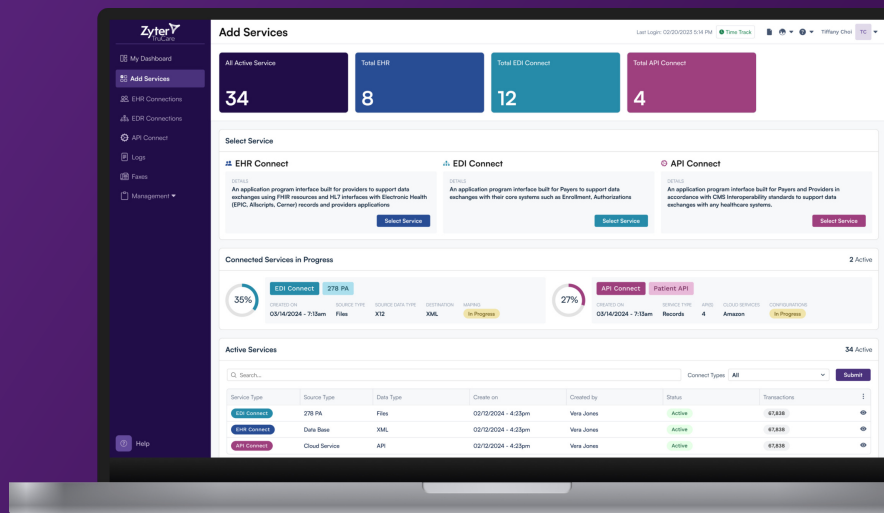 Zyter
TruCare
Add Services
Last Login: 02/20/2023 5:14 PM
Time Track
Tiffany Choi
TC
My Dashboard
Add Services
EHR Connections
EDR Connections
API Connect
Logs
Faxes
Management
Help
All Active Service
34
Total EHR
8
Total EDI Connect
12
Total API Connect
4
Select Service
EHR Connect
DETAILS
An application program interface built for providers to support data
exchanges using FHIR resources and HL7 interfaces with Electronic Health
(EPIC, Allscripts, Cerner) records and providers applications
Select Service
EDI Connect
DETAILS
An application program interface built for Payers to support data
exchanges with their core systems such as Enrollment, Authorizations
Select Service
API Connect
DETAILS
An application program interface built for Payers and Providers in
accordance with CMS Interoperability standards to support data
exchanges with any healthcare systems.
Select Service
Connected Services in Progress
2 Active
35%
EDI Connect 278 PA
CREATED ON SOURCE TYPE SOURCE DATA TYPE DESTINATION MAPING
03/14/2024 - 7:13am Files X12 XML In Progress
27%
API Connect Patient API
CREATED ON SERVICE TYPE APIES CLOUD SERVICES CONFIGURATIONS
03/14/2024 - 7:13am Records 4 Amazon In Progress
Active Services
34 Active
Search...
Connect Types All Submit
Service Type Source Type Data Type Create on Created by Status Transactions
EDI Connect 278 PA Files 02/12/2024 - 4:23pm Vera Jones Active 67,838
EHR Connect Data Base XML 02/12/2024 - 4:23pm Vera Jones Active 67,838
API Connect Cloud Service API 02/12/2024 - 4:23pm Vera Jones Active 67,838